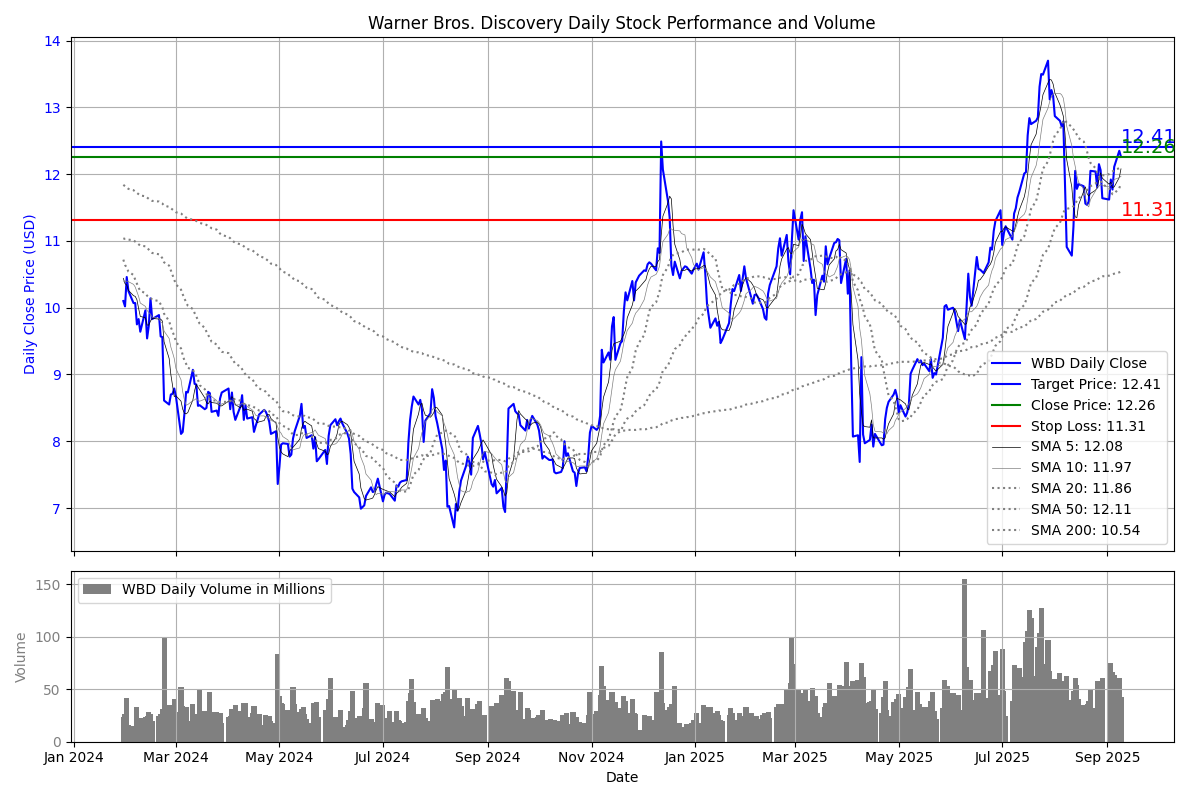 Warner Bros. Discovery Daily Stock Performance and Volume
Daily Close Price (USD)
14
13
12
11
10
9
8
7
12.41
12.26
11.31
WBD Daily Close
Target Price: 12.41
Close Price: 12.26
Stop Loss: 11.31
SMA 5: 12.08
SMA 10: 11.97
SMA 20: 11.86
SMA 50: 12.11
SMA 200: 10.54
Volume
150
100
50
0
WBD Daily Volume in Millions
Jan 2024 Mar 2024 May 2024 Jul 2024 Sep 2024 Nov 2024 Jan 2025 Mar 2025 May 2025 Jul 2025 Sep 2025
Date